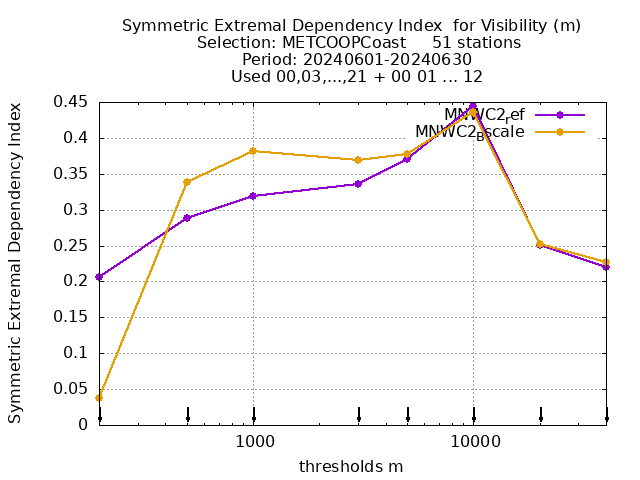 Symmetric Extremal Dependency Index  for Visibility (m)
Selection: METCOOPCoast     51 stations
Period: 20240601-20240630
Used 00,03,...,21 + 00 01 ... 12
MNWC2ref
MNWC2Bscale
0.45
0.4
0.35
0.3
0.25
0.2
0.15
0.1
0.05
0
Symmetric Extremal Dependency Index
1000
10000
thresholds m